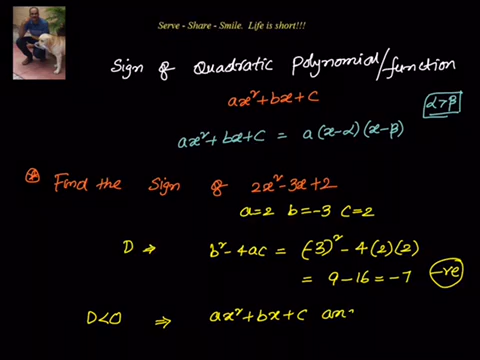 Serve - Share - Smile. Life is short!!!
Sign of Quadratic Polynomial/function
ax²+bx+c
α>β
ax²+bx+c = a(x-α)(x-β)
Find the Sign of 2x²-3x+2
a=2 b=-3 c=2
D ⇒ b²-4ac = (-3)²-4(2)(2)
= 9-16 = -7 -ve
D<0 ⇒ ax²+bx+c an